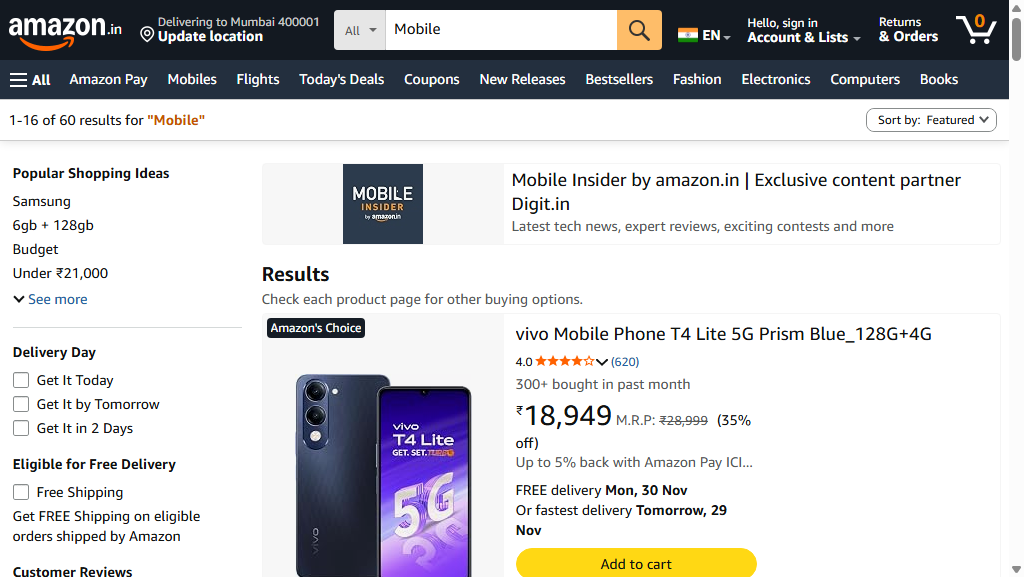 amazon.in
Delivering to Mumbai 400001
Update location
All
Mobile
EN
Hello, sign in
Account & Lists
Returns
& Orders
0
All
Amazon Pay
Mobiles
Flights
Today's Deals
Coupons
New Releases
Bestsellers
Fashion
Electronics
Computers
Books
1-16 of 60 results for "Mobile"
Sort by: Featured
Popular Shopping Ideas
Samsung
6gb + 128gb
Budget
Under ₹21,000
See more
Delivery Day
Get It Today
Get It by Tomorrow
Get It in 2 Days
Eligible for Free Delivery
Free Shipping
Get FREE Shipping on eligible
orders shipped by Amazon
Customer Reviews
MOBILE
INSIDER
by amazon.in
Mobile Insider by amazon.in | Exclusive content partner
Digit.in
Latest tech news, expert reviews, exciting contests and more
Results
Check each product page for other buying options.
Amazon's Choice
vivo
vivo
T4 Lite
GET. SET. TURBO
5G
vivo Mobile Phone T4 Lite 5G Prism Blue_128G+4G
4.0 (620)
300+ bought in past month
₹18,949 M.R.P: ₹28,999 (35%
off)
Up to 5% back with Amazon Pay ICI...
FREE delivery Mon, 30 Nov
Or fastest delivery Tomorrow, 29
Nov
Add to cart